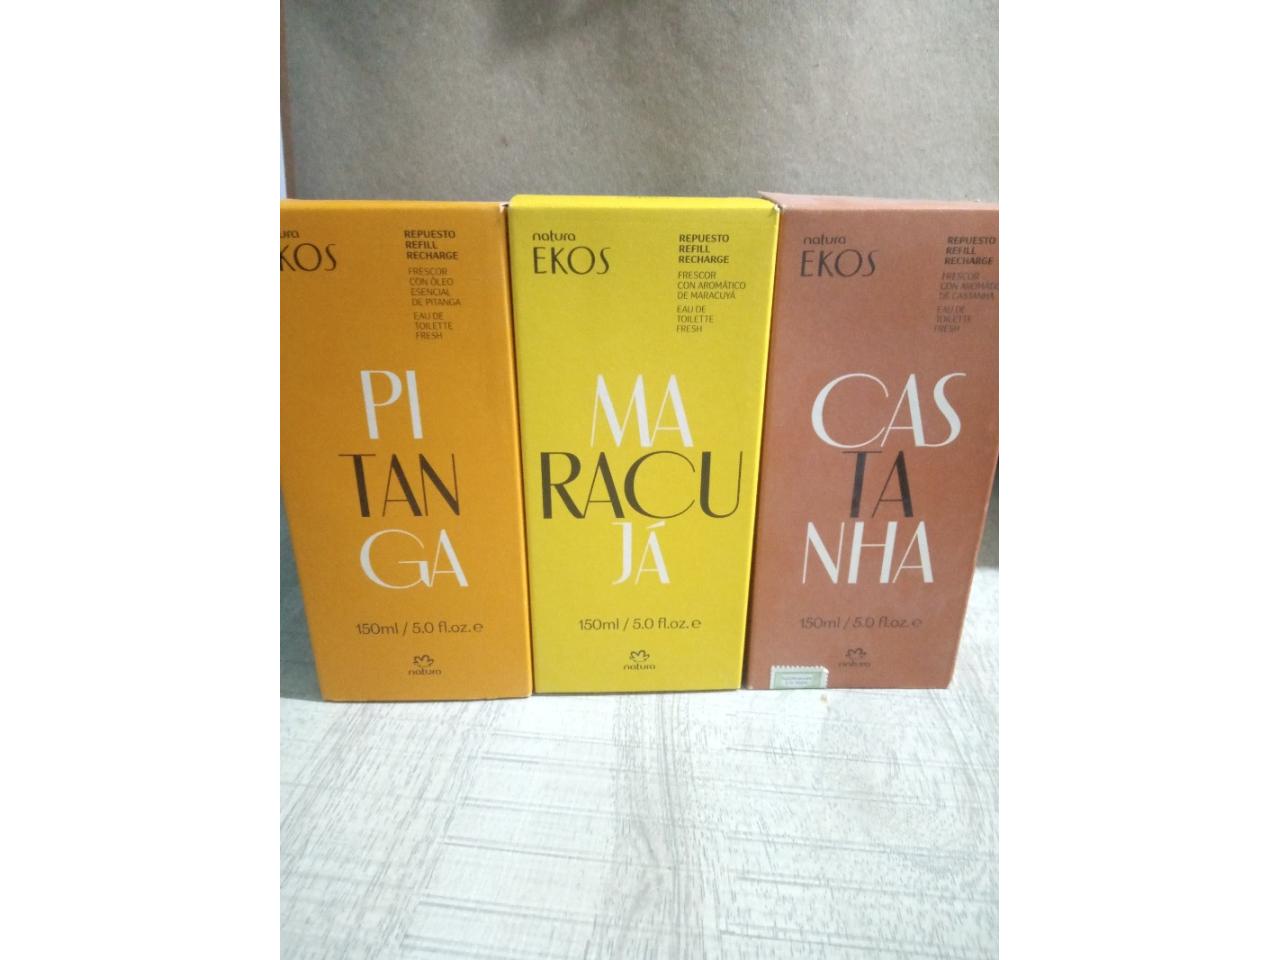 natura
EKOS
REPUESTO
REFILL
RECHARGE
FRESCOR
CON ÓLEO
ESENCIAL
DE PITANGA
EAU DE
TOILETTE
FRESH
PI
TAN
GA
150ml / 5.0 fl.oz. e
natura
natura
EKOS
REPUESTO
REFILL
RECHARGE
FRESCOR
CON AROMÁTICO
DE MARACUYÁ
EAU DE
TOILETTE
FRESH
MA
RACU
JÁ
150ml / 5.0 fl.oz. e
natura
natura
EKOS
REPUESTO
REFILL
RECHARGE
FRESCOR
CON
DE CASTANHA
EAU DE
TOILETTE
FRESH
CAS
TA
NHA
150ml / 5.0 fl.oz. e
natura